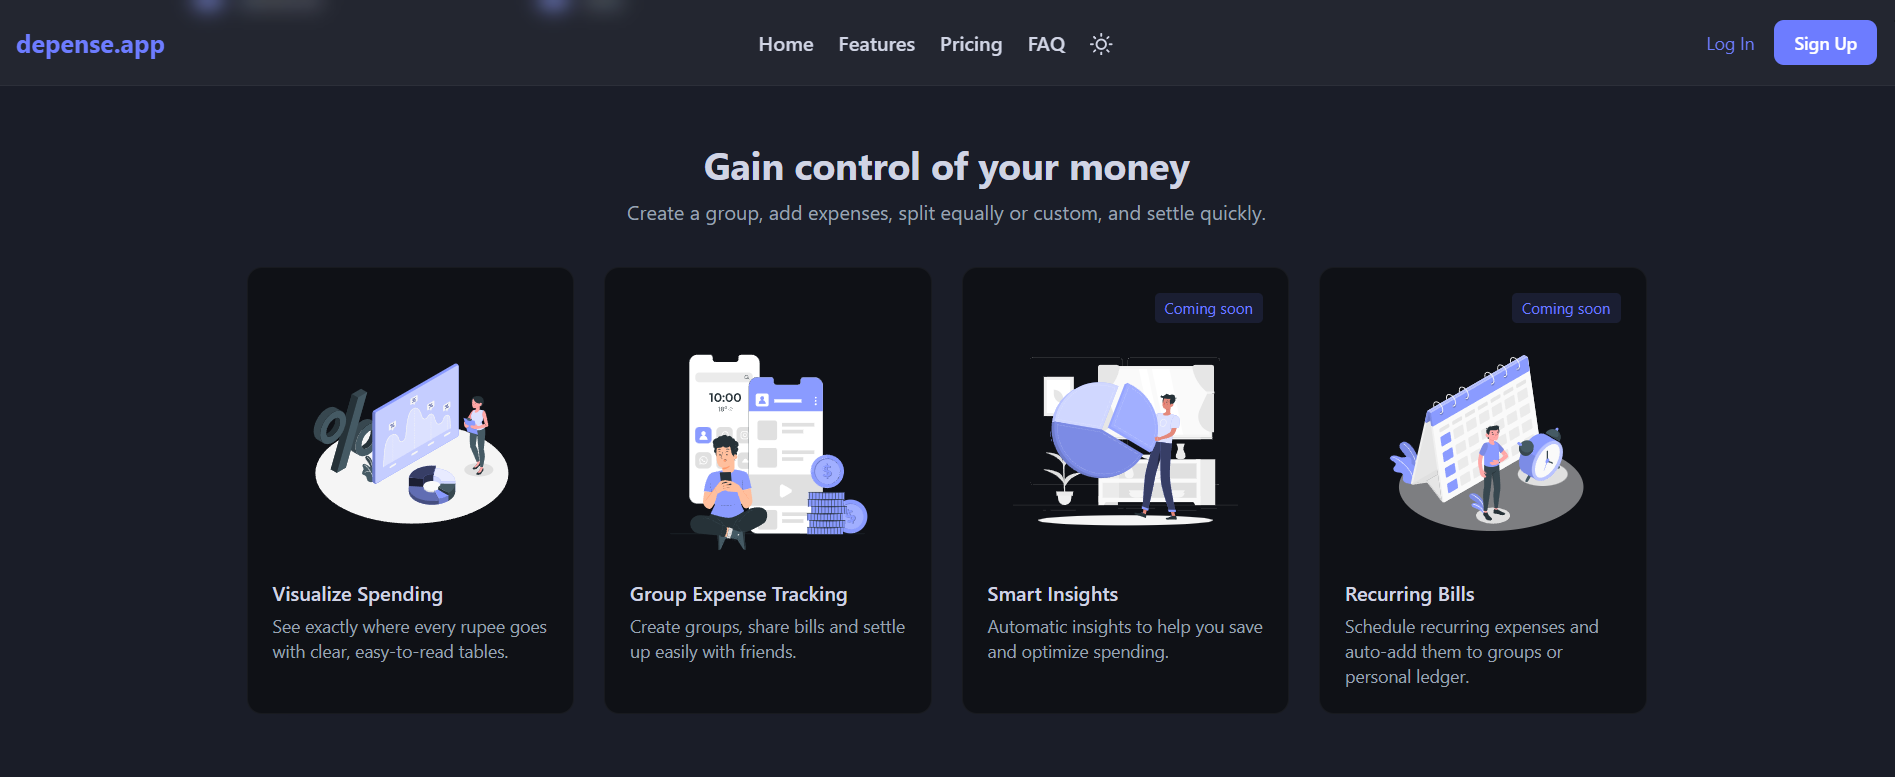 depense.app
Home Features Pricing FAQ
Log In
Sign Up
Gain control of your money
Create a group, add expenses, split equally or custom, and settle quickly.
%
Visualize Spending
See exactly where every rupee goes
with clear, easy-to-read tables.
10:00
18°
$
Group Expense Tracking
Create groups, share bills and settle
up easily with friends.
Coming soon
Smart Insights
Automatic insights to help you save
and optimize spending.
Coming soon
Recurring Bills
Schedule recurring expenses and
auto-add them to groups or
personal ledger.